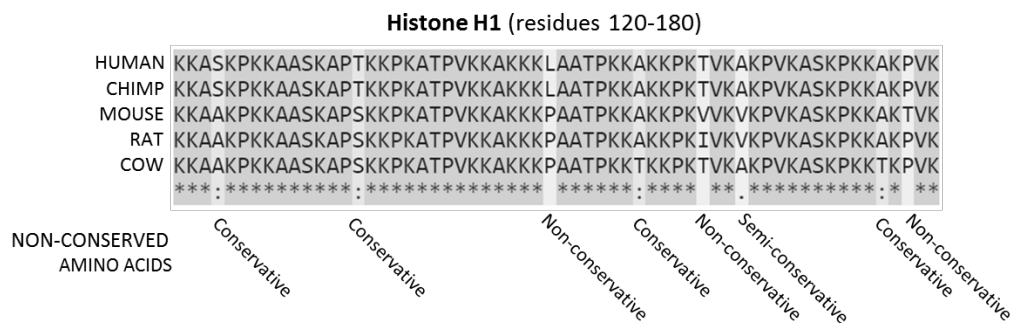 Histone H1 (residues 120-180)
HUMAN KKASKPKKAASKAPTKKPKATPVKKAKKKLAATPKKAKKPKTVKAKPVKASKPKKAKPVK
CHIMP KKASKPKKAASKAPTKKPKATPVKKAKKKLAATPKKAKKPKTVKAKPVKASKPKKAKPVK
MOUSE KKAAKPKKAASKAPSKKPKATPVKKAKKKPAATPKKAKKPKVVKVKPVKASKPKKAKTVK
RAT KKAAKPKKAASKAPSKKPKATPVKKAKKKPAATPKKAKKPKIVKVKPVKASKPKKAKPVK
COW KKAAKPKKAASKAPSKKPKATPVKKAKKKPAATPKKTKKPKTVKAKPVKASKPKKTKPVK
***:**********:************** ******:**** **.**********:* **
NON-CONSERVED
AMINO ACIDS
Conservative
Conservative
Non-conservative
Conservative
Non-conservative
Semi-conservative
Conservative
Non-conservative